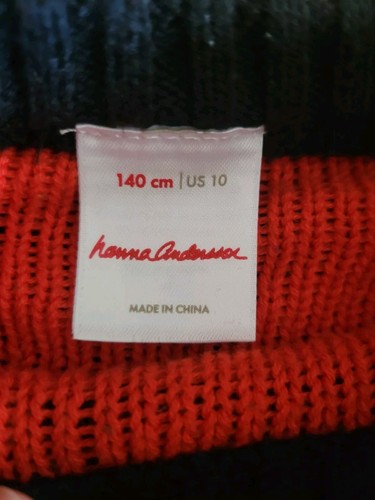 140 cm | US 10
hanna Andersson
MADE IN CHINA